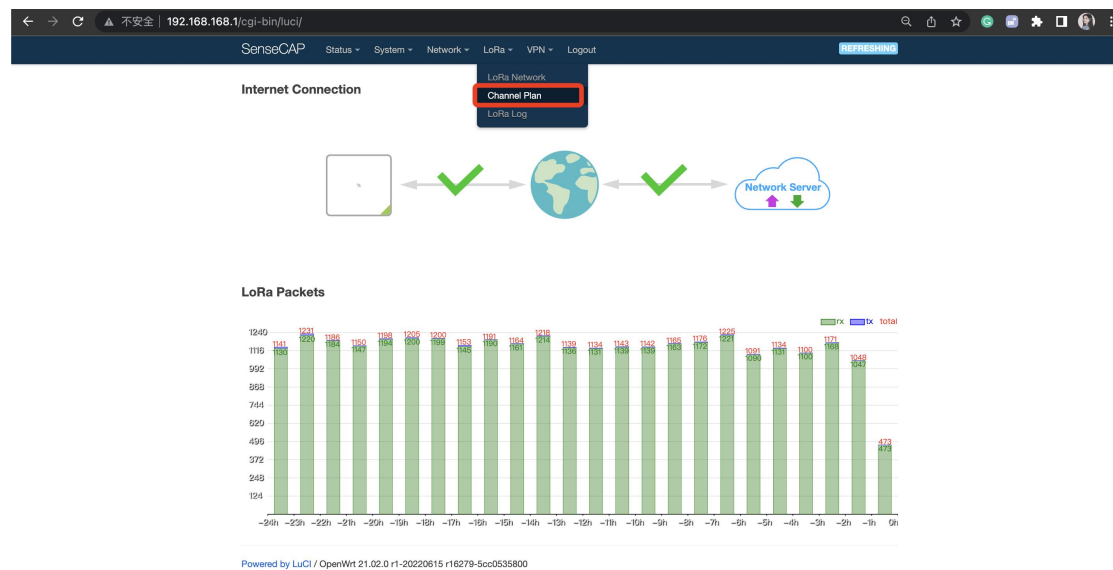 不安全 | 192.168.168.1/cgi-bin/luci/
SenseCAP Status System Network LoRa VPN Logout REFRESHING
LoRa Network
Channel Plan
LoRa Log
Internet Connection
Network Server
LoRa Packets
rx tx total
1240
1116
992
868
744
620
496
372
248
124
1141 1231 1186 1150 1198 1205 1200 1153 1191 1164 1218 1139 1134 1143 1142 1165 1176 1225 1091 1134 1100 1171 1048 473
1130 1220 1184 1147 1194 1200 1199 1145 1190 1161 1214 1136 1131 1139 1139 1163 1172 1221 1090 1131 1100 1168 1047 473
-24h -23h -22h -21h -20h -19h -18h -17h -16h -15h -14h -13h -12h -11h -10h -9h -8h -7h -6h -5h -4h -3h -2h -1h 0h
Powered by LuCI / OpenWrt 21.02.0 r1-20220615 r16279-5cc0535800